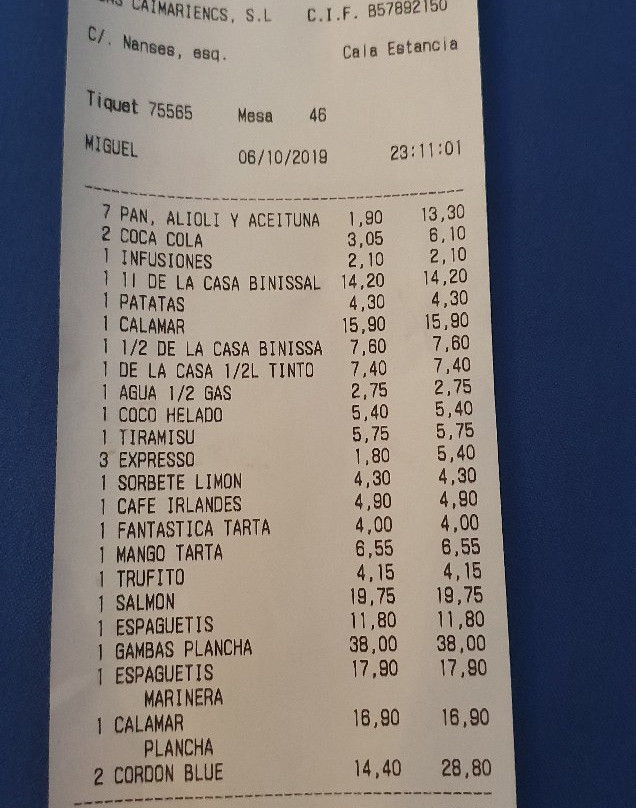 CAIMARIENCS, S.L C.I.F. B57892150
C/. Nanses, esq. Cala Estancia
Tiquet 75565 Mesa 46
MIGUEL 06/10/2019 23:11:01
7 PAN, ALIOLI Y ACEITUNA 1,90 13,30
2 COCA COLA 3,05 6,10
1 INFUSIONES 2,10 2,10
1 1l DE LA CASA BINISSAL 14,20 14,20
1 PATATAS 4,30 4,30
1 CALAMAR 15,90 15,90
1 1/2 DE LA CASA BINISSA 7,60 7,60
1 DE LA CASA 1/2L TINTO 7,40 7,40
1 AGUA 1/2 GAS 2,75 2,75
1 COCO HELADO 5,40 5,40
1 TIRAMISU 5,75 5,75
3 EXPRESSO 1,80 5,40
1 SORBETE LIMON 4,30 4,30
1 CAFE IRLANDES 4,90 4,90
1 FANTASTICA TARTA 4,00 4,00
1 MANGO TARTA 6,55 6,55
1 TRUFITO 4,15 4,15
1 SALMON 19,75 19,75
1 ESPAGUETIS 11,80 11,80
1 GAMBAS PLANCHA 38,00 38,00
1 ESPAGUETIS 17,90 17,90
MARINERA
1 CALAMAR 16,90 16,90
PLANCHA
2 CORDON BLUE 14,40 28,80